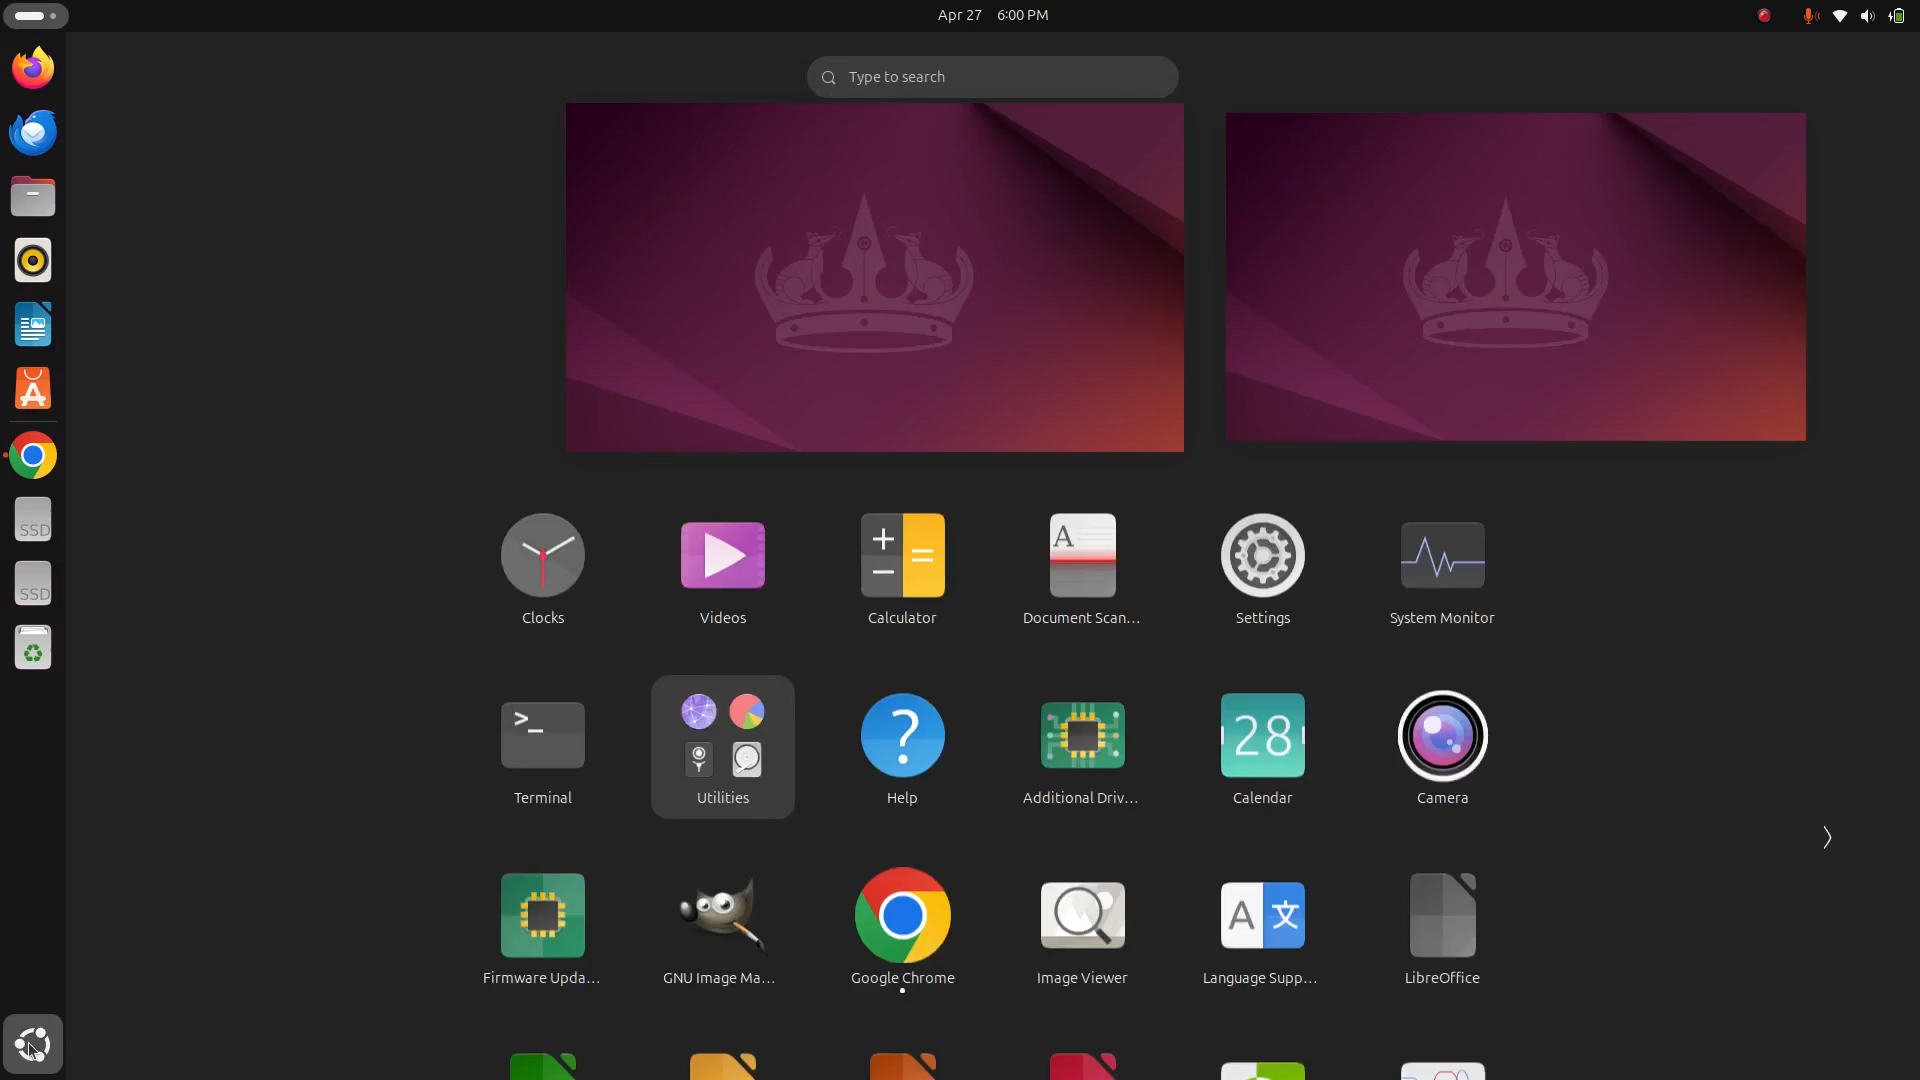 Apr 27 6:00 PM
Type to search
SSD
SSD
Clocks
Videos
Calculator
Document Scan...
Settings
System Monitor
Terminal
Utilities
Help
Additional Driv...
28
Calendar
Camera
Firmware Upda...
GNU Image Ma...
Google Chrome
Image Viewer
A 文
Language Supp...
LibreOffice